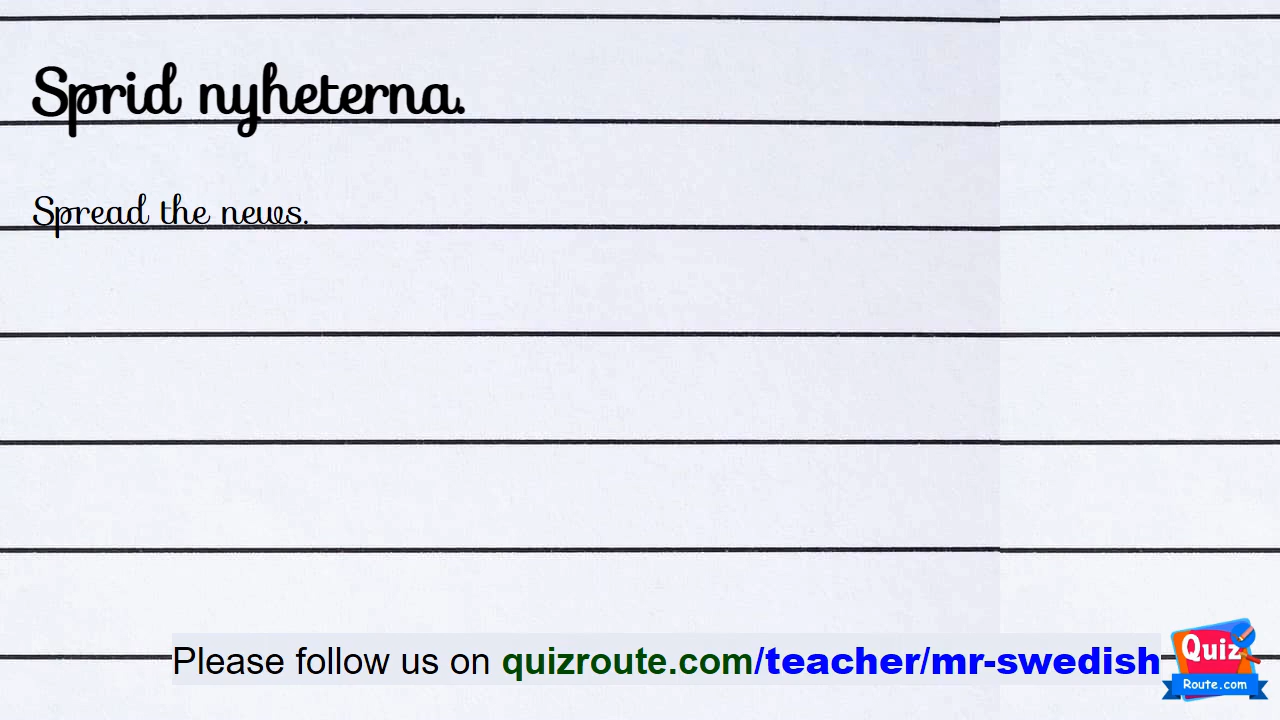 Sprid nyheterna.
Spread the news.
Please follow us on quizroute.com/teacher/mr-swedish
Quiz
Route.com